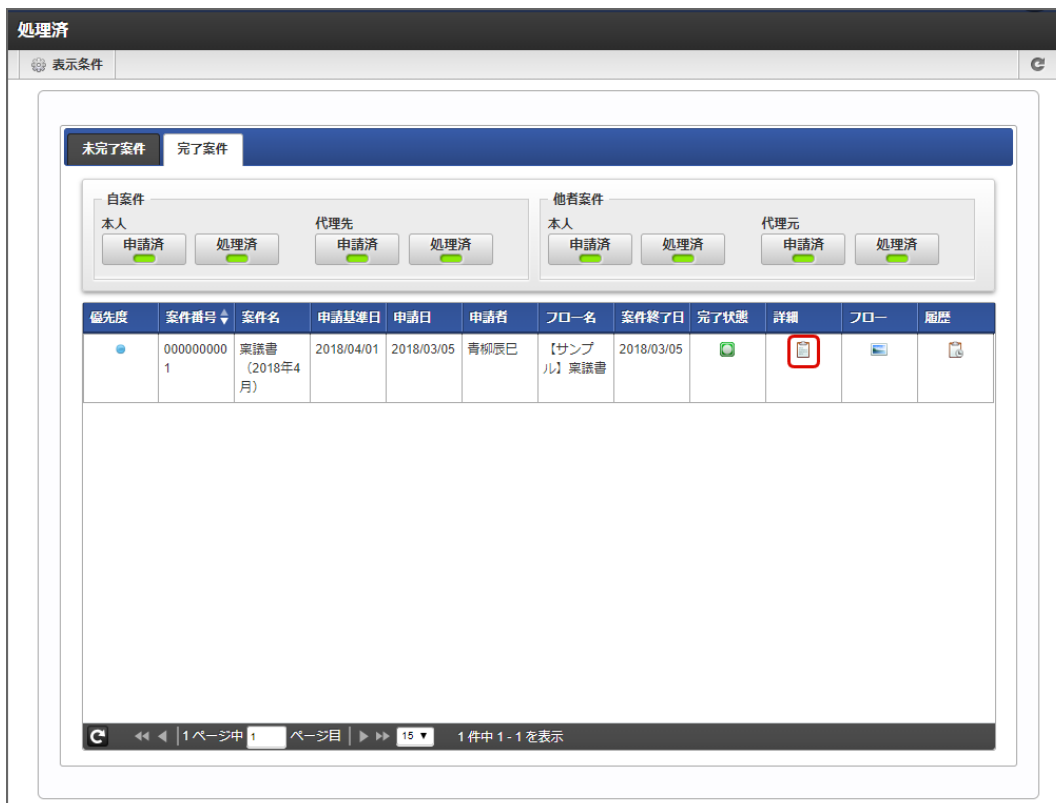 処理済
表示条件
未完了案件 完了案件
自案件 他者案件
本人 代理先 本人 代理元
申請済 処理済 申請済 処理済 申請済 処理済 申請済 処理済
優先度 案件番号 案件名 申請基準日 申請日 申請者 フロー名 案件終了日 完了状態 詳細 フロー 履歴
000000000 稟議書 2018/04/01 2018/03/05 青柳辰巳 【サンプ 2018/03/05
1 （2018年4 ル】稟議書
月）
1 ページ中 1 ページ目 15 1 件中 1 - 1 を表示